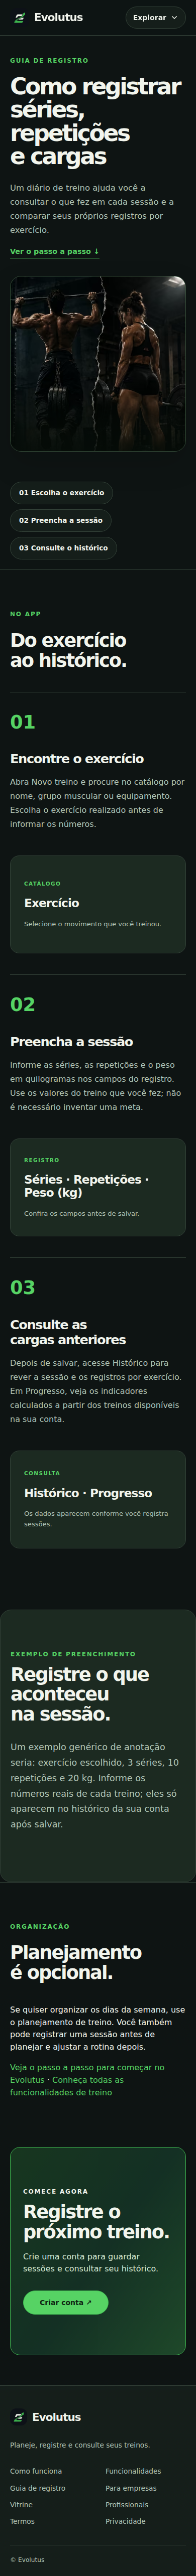 Evolutus
Explorar
GUIA DE REGISTRO
Como registrar
séries,
repetições
e cargas
Um diário de treino ajuda você a
consultar o que fez em cada sessão e a
comparar seus próprios registros por
exercício.
Ver o passo a passo ↓
01 Escolha o exercício
02 Preencha a sessão
03 Consulte o histórico
NO APP
Do exercício
ao histórico.
01
Encontre o exercício
Abra Novo treino e procure no catálogo por
nome, grupo muscular ou equipamento.
Escolha o exercício realizado antes de
informar os números.
CATÁLOGO
Exercício
Selecione o movimento que você treinou.
02
Preencha a sessão
Informe as séries, as repetições e o peso
em quilogramas nos campos do registro.
Use os valores do treino que você fez; não
é necessário inventar uma meta.
REGISTRO
Séries · Repetições ·
Peso (kg)
Confira os campos antes de salvar.
03
Consulte as
cargas anteriores
Depois de salvar, acesse Histórico para
rever a sessão e os registros por exercício.
Em Progresso, veja os indicadores
calculados a partir dos treinos disponíveis
na sua conta.
CONSULTA
Histórico · Progresso
Os dados aparecem conforme você registra
sessões.
EXEMPLO DE PREENCHIMENTO
Registre o que
aconteceu
na sessão.
Um exemplo genérico de anotação
seria: exercício escolhido, 3 séries, 10
repetições e 20 kg. Informe os
números reais de cada treino; eles só
aparecem no histórico da sua conta
após salvar.
ORGANIZAÇÃO
Planejamento
é opcional.
Se quiser organizar os dias da semana, use
o planejamento de treino. Você também
pode registrar uma sessão antes de
planejar e ajustar a rotina depois.
Veja o passo a passo para começar no
Evolutus · Conheça todas as
funcionalidades de treino
COMECE AGORA
Registre o
próximo treino.
Crie uma conta para guardar
sessões e consultar seu histórico.
Criar conta ↗
Evolutus
Planeje, registre e consulte seus treinos.
Como funciona
Funcionalidades
Guia de registro
Para empresas
Vitrine
Profissionais
Termos
Privacidade
© Evolutus